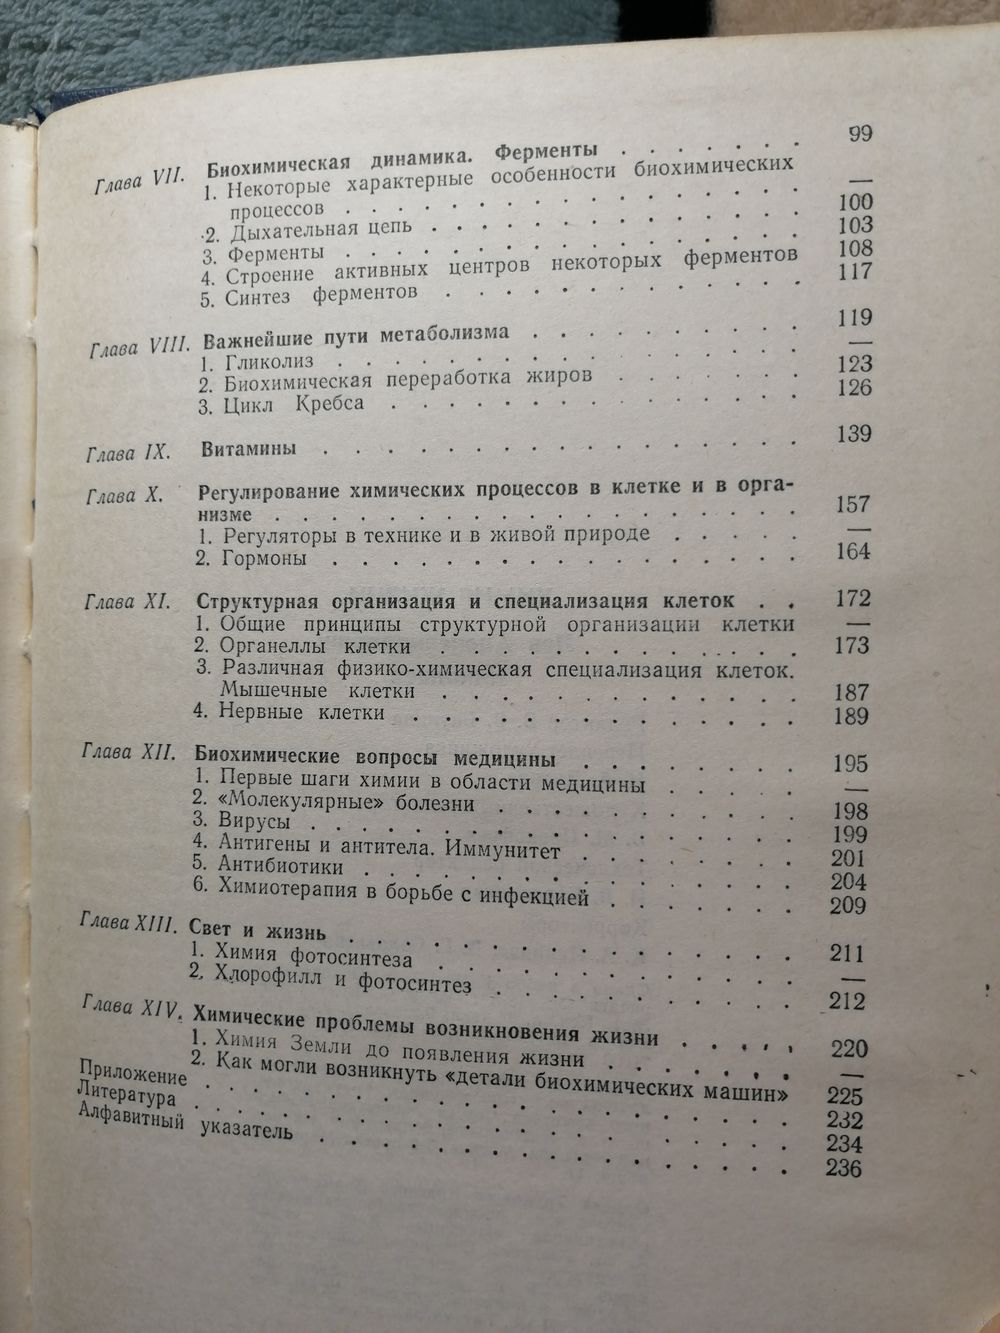 Глава VII. Биохимическая динамика. Ферменты . . . . . . . 99
1. Некоторые характерные особенности биохимических
процессов . . . . . . . . . . . . —
2. Дыхательная цепь . . . . . . . . . . 100
3. Ферменты . . . . . . . . . . . . 103
4. Строение активных центров некоторых ферментов 108
5. Синтез ферментов . . . . . . . . . . 117
Глава VIII. Важнейшие пути метаболизма . . . . . . . . . . 119
1. Гликолиз . . . . . . . . . . . . —
2. Биохимическая переработка жиров . . . . . 123
3. Цикл Кребса . . . . . . . . . . . 126
Глава IX. Витамины . . . . . . . . . . . . . 139
Глава X. Регулирование химических процессов в клетке и в орга-
низме . . . . . . . . . . . . . . 157
1. Регуляторы в технике и в живой природе . . . . . —
2. Гормоны . . . . . . . . . . . . . 164
Глава XI. Структурная организация и специализация клеток . . 172
1. Общие принципы структурной организации клетки —
2. Органеллы клетки . . . . . . . . . . 173
3. Различная физико-химическая специализация клеток.
Мышечные клетки . . . . . . . . . . 187
4. Нервные клетки . . . . . . . . . . . 189
Глава XII. Биохимические вопросы медицины . . . . . . . . 195
1. Первые шаги химии в области медицины . . . . . —
2. «Молекулярные» болезни . . . . . . . . 198
3. Вирусы . . . . . . . . . . . . . 199
4. Антигены и антитела. Иммунитет . . . . . . . 201
5. Антибиотики . . . . . . . . . . . 204
6. Химиотерапия в борьбе с инфекцией . . . . . . 209
Глава XIII. Свет и жизнь . . . . . . . . . . . . 211
1. Химия фотосинтеза . . . . . . . . . . —
2. Хлорофилл и фотосинтез . . . . . . . . 212
Глава XIV. Химические проблемы возникновения жизни . . . . . 220
1. Химия Земли до появления жизни . . . . . . . —
2. Как могли возникнуть «детали биохимических машин» 225
Приложение . . . . . . . . . . . . . . . 232
Литература . . . . . . . . . . . . . . . 234
Алфавитный указатель . . . . . . . . . . . . . 236